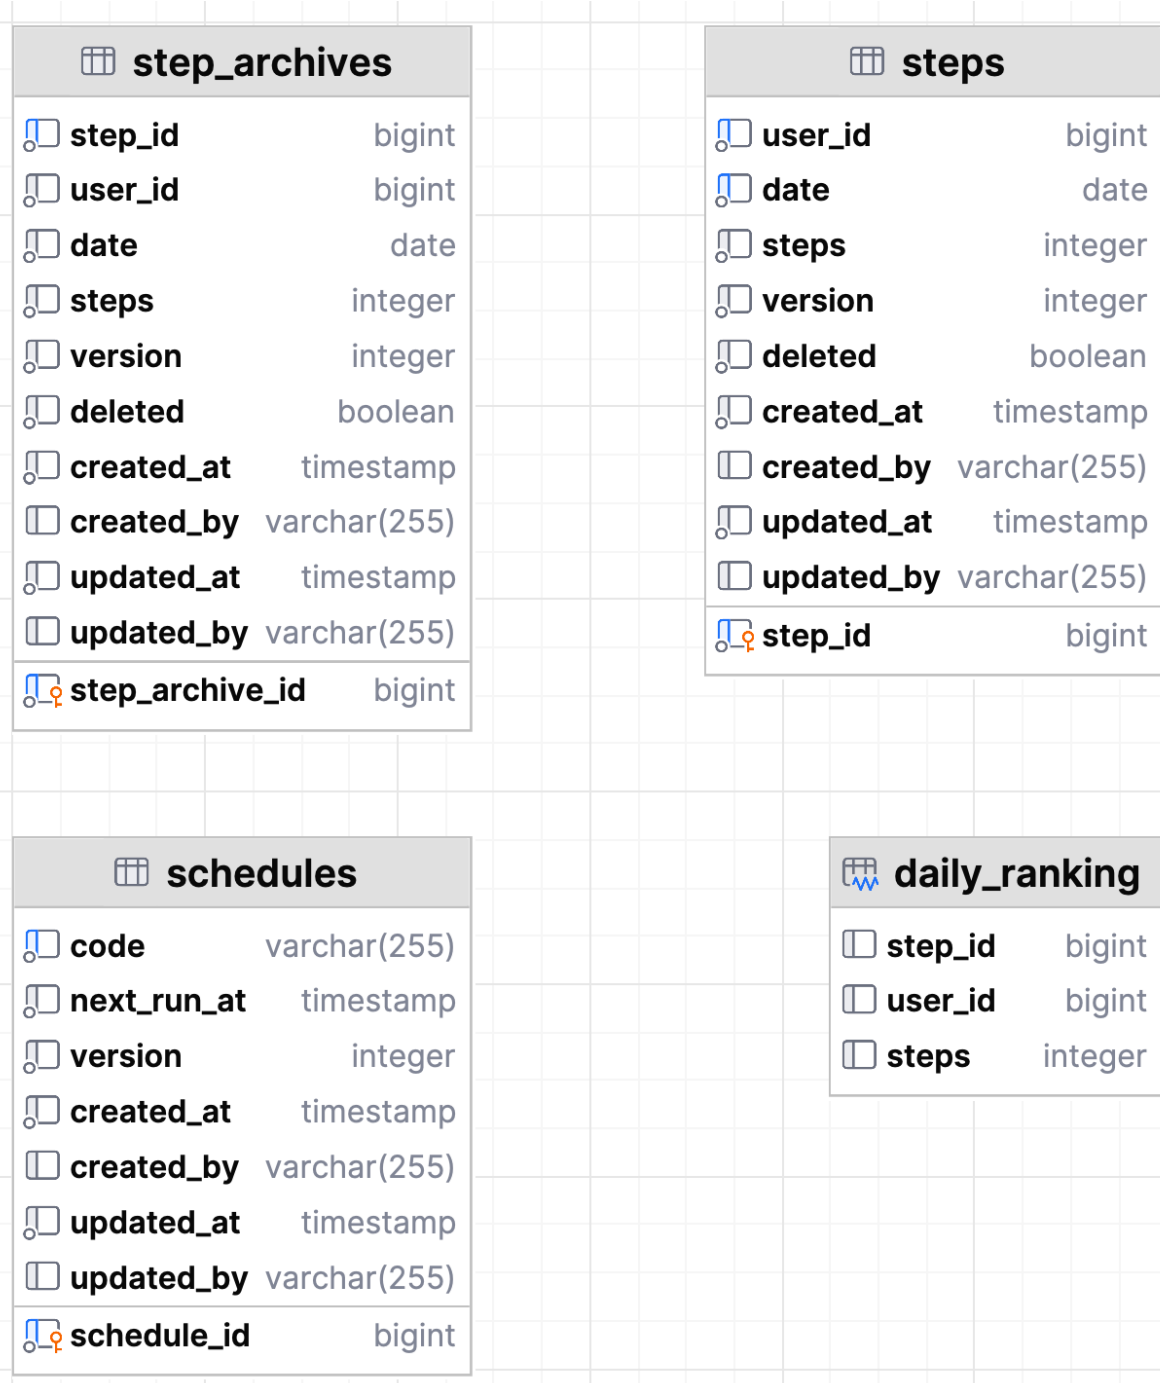 step_archives
step_id bigint
user_id bigint
date date
steps integer
version integer
deleted boolean
created_at timestamp
created_by varchar(255)
updated_at timestamp
updated_by varchar(255)
step_archive_id bigint
steps
user_id bigint
date date
steps integer
version integer
deleted boolean
created_at timestamp
created_by varchar(255)
updated_at timestamp
updated_by varchar(255)
step_id bigint
schedules
code varchar(255)
next_run_at timestamp
version integer
created_at timestamp
created_by varchar(255)
updated_at timestamp
updated_by varchar(255)
schedule_id bigint
daily_ranking
step_id bigint
user_id bigint
steps integer